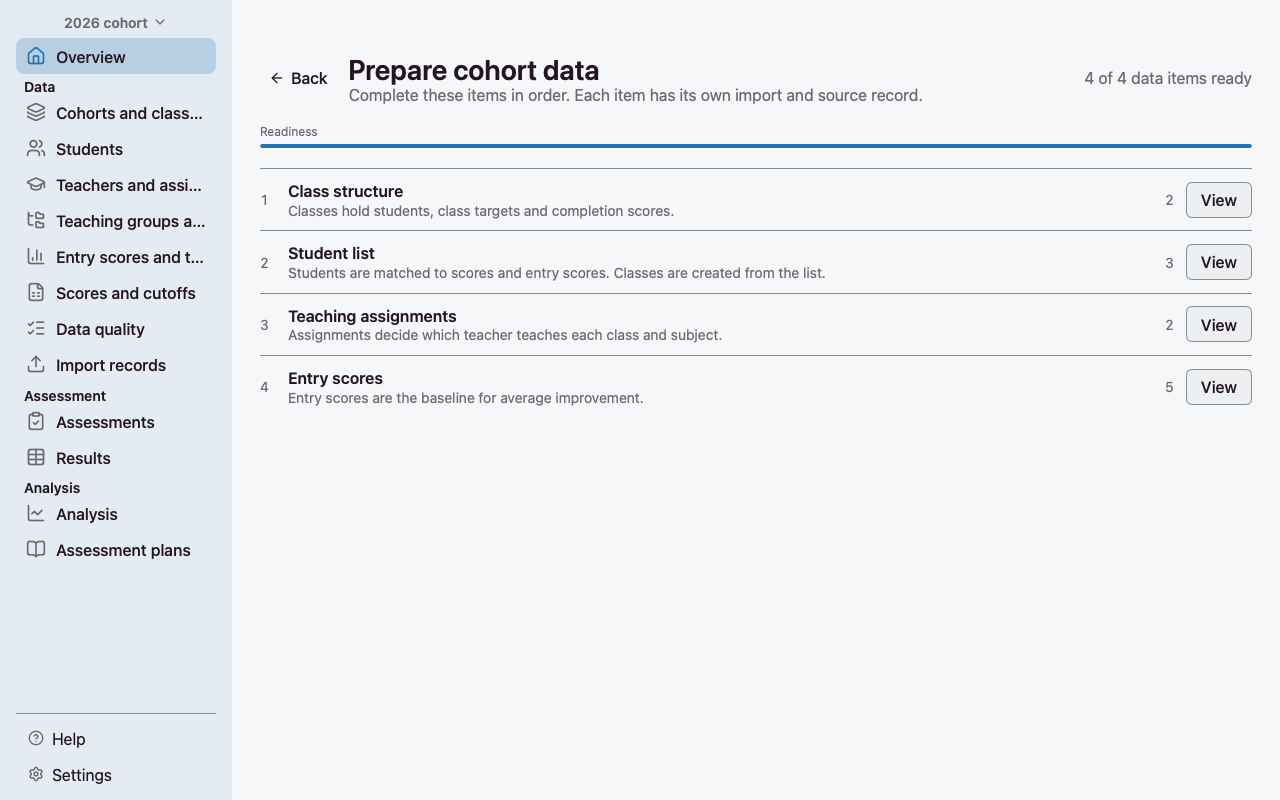 2026 cohort
Overview
Data
Cohorts and class...
Students
Teachers and assi...
Teaching groups a...
Entry scores and t...
Scores and cutoffs
Data quality
Import records
Assessment
Assessments
Results
Analysis
Analysis
Assessment plans
Help
Settings
Back
Prepare cohort data
Complete these items in order. Each item has its own import and source record.
4 of 4 data items ready
Readiness
1 Class structure 2 View
Classes hold students, class targets and completion scores.
2 Student list 3 View
Students are matched to scores and entry scores. Classes are created from the list.
3 Teaching assignments 2 View
Assignments decide which teacher teaches each class and subject.
4 Entry scores 5 View
Entry scores are the baseline for average improvement.